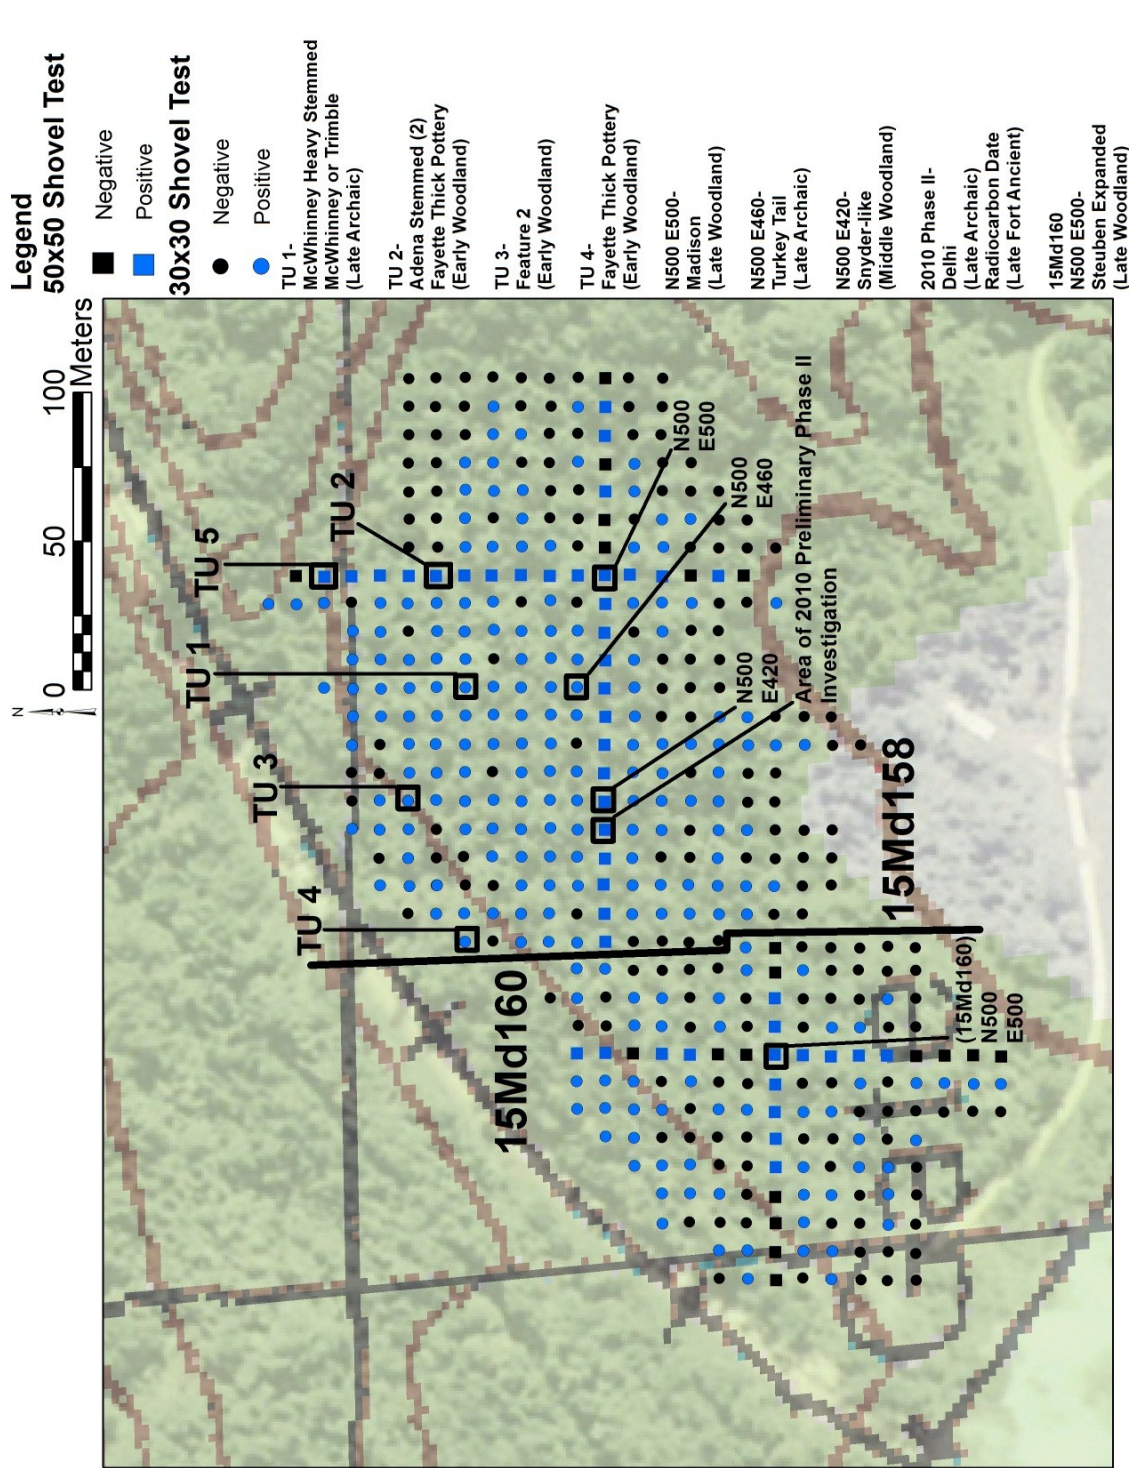 Legend
50x50 Shovel Test
Negative
Positive
30x30 Shovel Test
Negative
Positive
0 50 100
Meters
N
TU 1-
McWhinney Heavy Stemmed
McWhinney or Trimble
(Late Archaic)
TU 2-
Adena Stemmed (2)
Fayette Thick Pottery
(Early Woodland)
TU 3-
Feature 2
(Early Woodland)
TU 4-
Fayette Thick Pottery
(Early Woodland)
N500 E500-
Madison
(Late Woodland)
N500 E460-
Turkey Tail
(Late Archaic)
N500 E420-
Snyder-like
(Middle Woodland)
2010 Phase II-
Delhi
(Late Archaic)
Radiocarbon Date
(Late Fort Ancient)
15Md160
N500 E500-
Steuben Expanded
(Late Woodland)
TU 5
TU 2
TU 1
TU 3
TU 4
N500
E500
N500
E460
N500
E420
Area of 2010 Preliminary Phase II
Investigation
15Md158
15Md160
(15Md160)
N500
E500